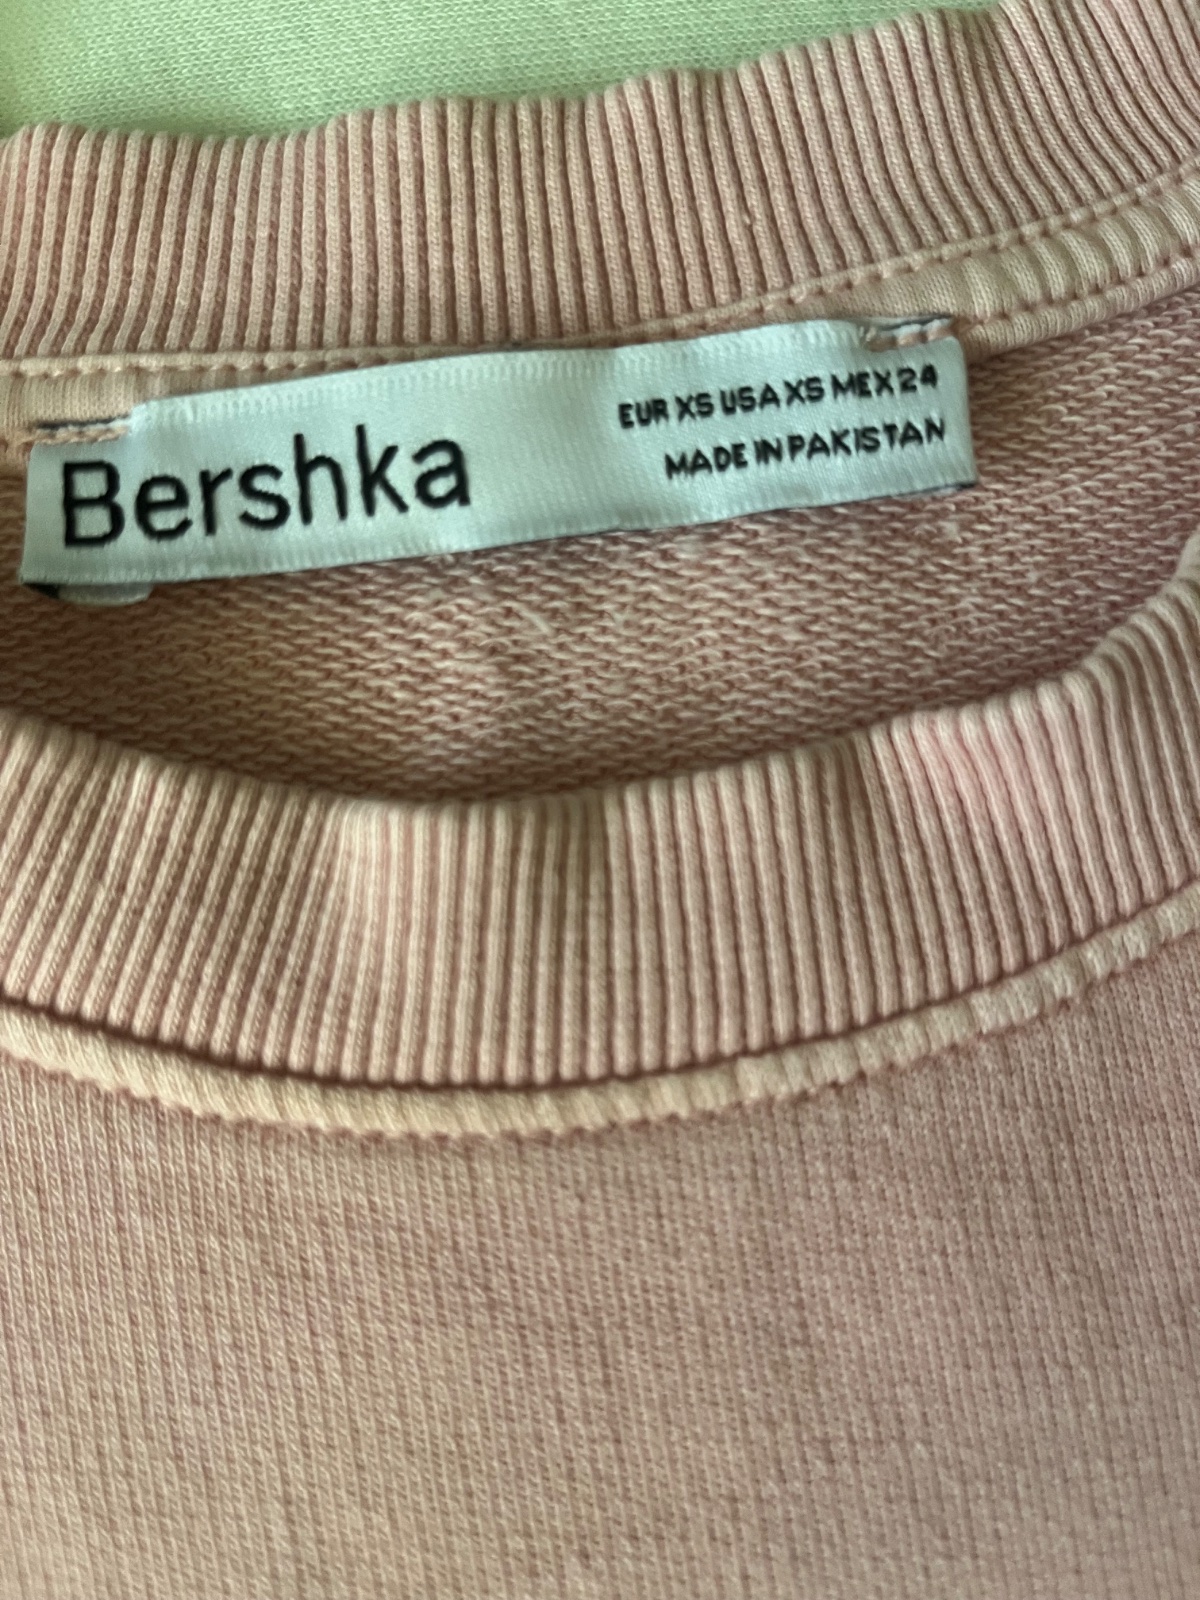 Bershka
EUR XS USA XS MEX 24
MADE IN PAKISTAN